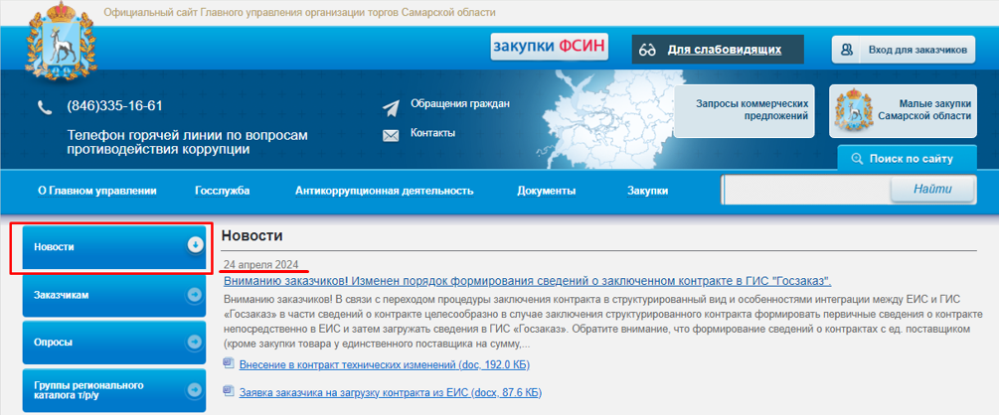 Официальный сайт Главного управления организации торгов Самарской области
закупки ФСИН
Для слабовидящих
Вход для заказчиков
(846)335-16-61
Телефон горячей линии по вопросам
противодействия коррупции
Обращения граждан
Контакты
Запросы коммерческих
предложений
Малые закупки
Самарской области
Поиск по сайту
О Главном управлении
Госслужба
Антикоррупционная деятельность
Документы
Закупки
Найти
Новости
Заказчикам
Опросы
Группы регионального
каталога т/р/у
Новости
24 апреля 2024
Вниманию заказчиков! Изменен порядок формирования сведений о заключенном контракте в ГИС "Госзаказ".
Вниманию заказчиков! В связи с переходом процедуры заключения контракта в структурированный вид и особенностями интеграции между ЕИС и ГИС
«Госзаказ» в части сведений о контракте целесообразно в случае заключения структурированного контракта формировать первичные сведения о контракте
непосредственно в ЕИС и затем загружать сведения в ГИС «Госзаказ». Обратите внимание, что формирование сведений о контрактах с ед. поставщиком
(кроме закупки товара у единственного поставщика на сумму,...
Внесение в контракт технических изменений (doc, 192.0 КБ)
Заявка заказчика на загрузку контракта из ЕИС (docx, 87.6 КБ)